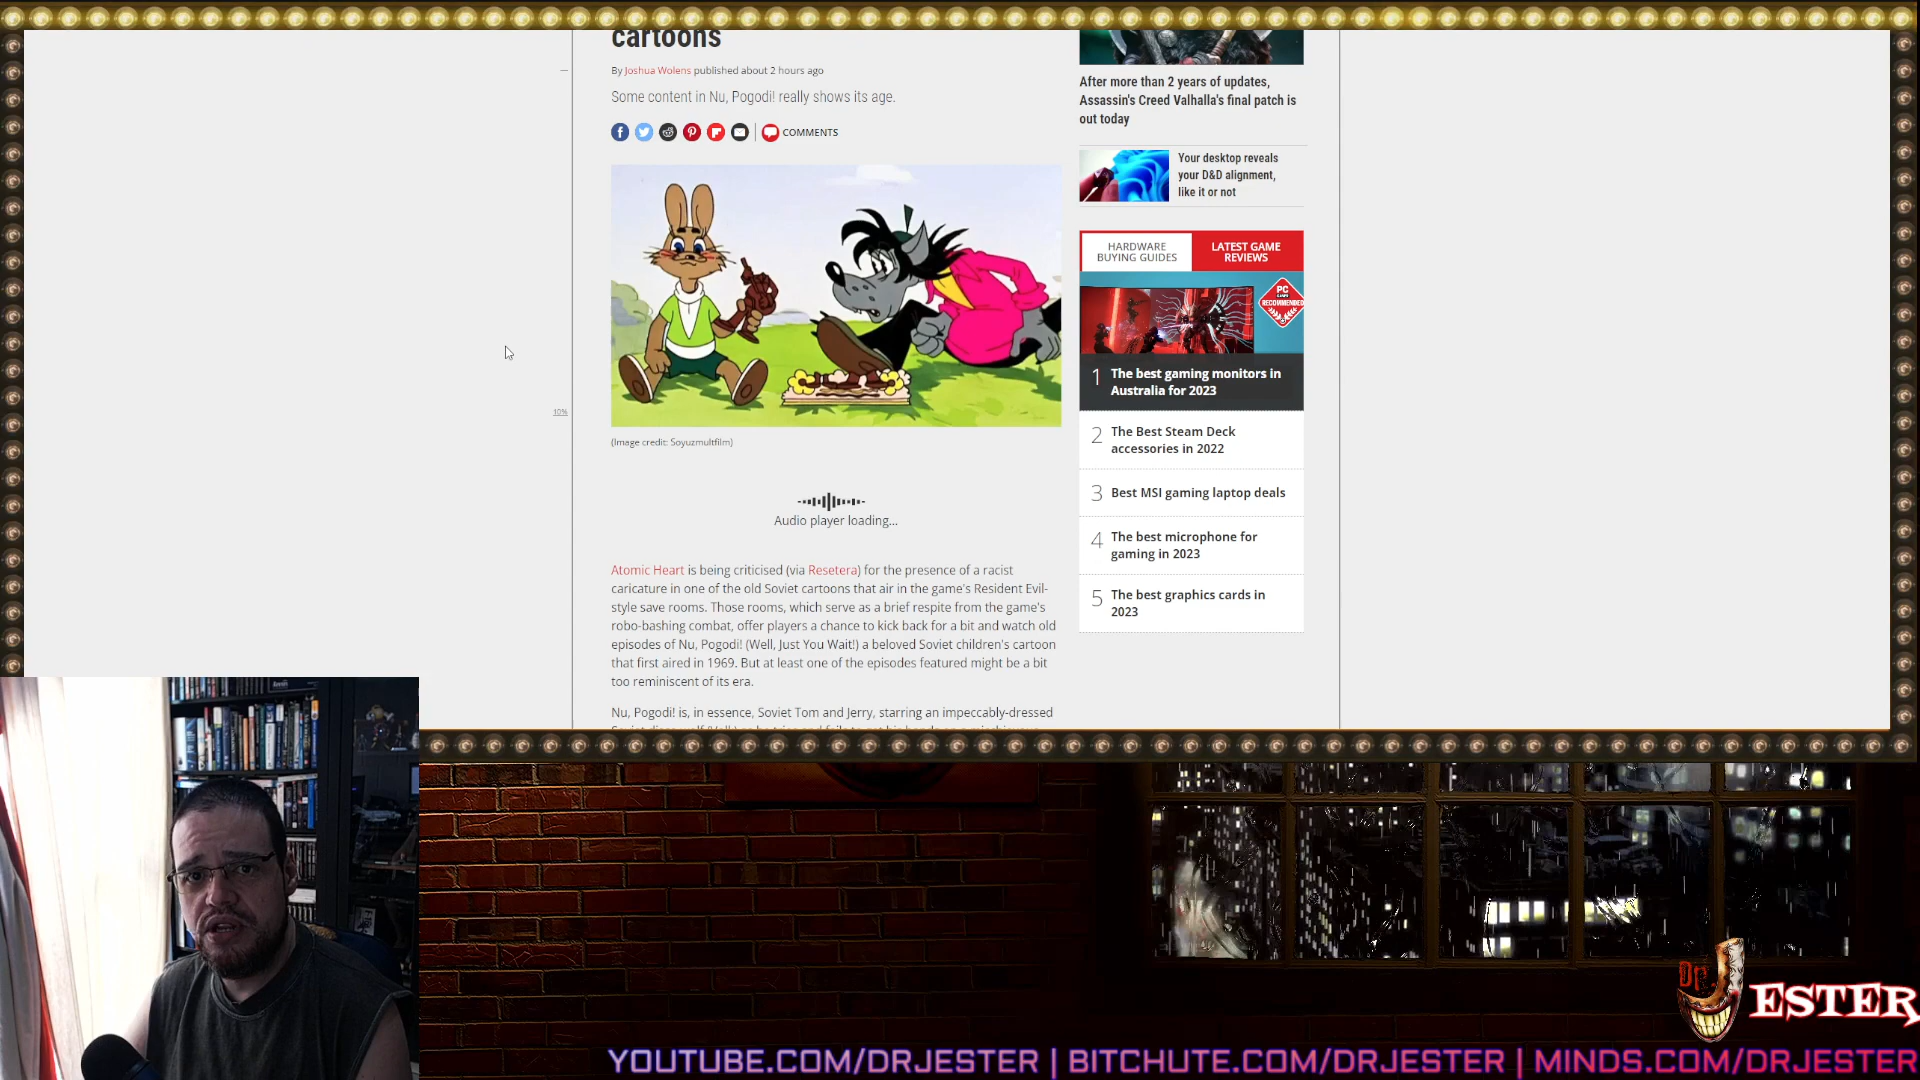 cartoons
By Joshua Wolens published about 2 hours ago
Some content in Nu, Pogodi! really shows its age.
COMMENTS
(Image credit: Soyuzmultfilm)
Audio player loading...
Atomic Heart is being criticised (via Resetera) for the presence of a racist
caricature in one of the old Soviet cartoons that air in the game's Resident Evil-
style save rooms. Those rooms, which serve as a brief respite from the game's
robo-bashing combat, offer players a chance to kick back for a bit and watch old
episodes of Nu, Pogodi! (Well, Just You Wait!) a beloved Soviet children's cartoon
that first aired in 1969. But at least one of the episodes featured might be a bit
too reminiscent of its era.
Nu, Pogodi! is, in essence, Soviet Tom and Jerry, starring an impeccably-dressed
10%
After more than 2 years of updates,
Assassin's Creed Valhalla's final patch is
out today
Your desktop reveals
your D&D alignment,
like it or not
HARDWARE
BUYING GUIDES
LATEST GAME
REVIEWS
PC
GAMER
RECOMMENDED
1 The best gaming monitors in
Australia for 2023
2 The Best Steam Deck
accessories in 2022
3 Best MSI gaming laptop deals
4 The best microphone for
gaming in 2023
5 The best graphics cards in
2023
Dr JESTER
YOUTUBE.COM/DRJESTER | BITCHUTE.COM/DRJESTER | MINDS.COM/DRJESTER